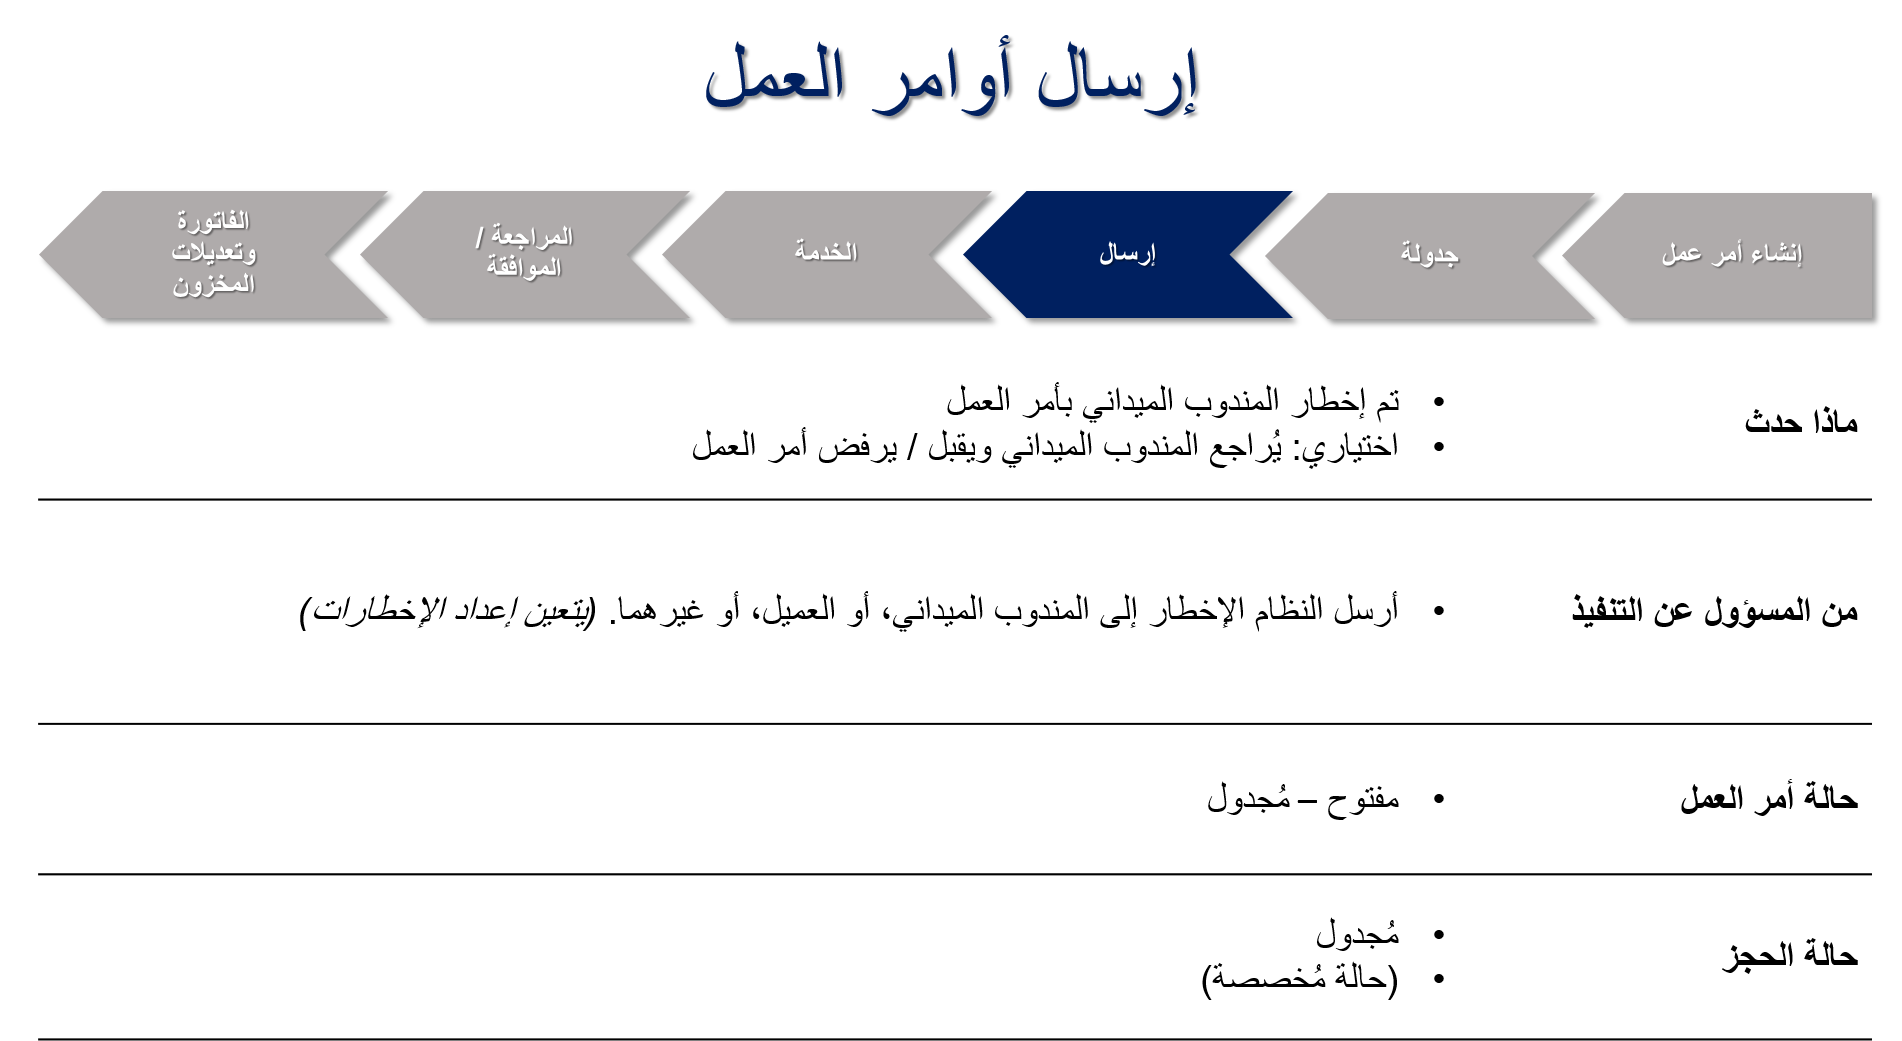 إرسال أوامر العمل
إنشاء أمر عمل
جدولة
إرسال
الخدمة
المراجعة /
الموافقة
الفاتورة
وتعديلات
المخزون
ماذا حدث
• تم إخطار المندوب الميداني بأمر العمل
• اختياري: يُراجع المندوب الميداني ويقبل / يرفض أمر العمل
من المسؤول عن التنفيذ
• أرسل النظام الإخطار إلى المندوب الميداني، أو العميل، أو غيرهما. (يتعين إعداد الإخطارات)
حالة أمر العمل
• مفتوح – مُجدول
حالة الحجز
• مُجدول
• (حالة مُخصصة)